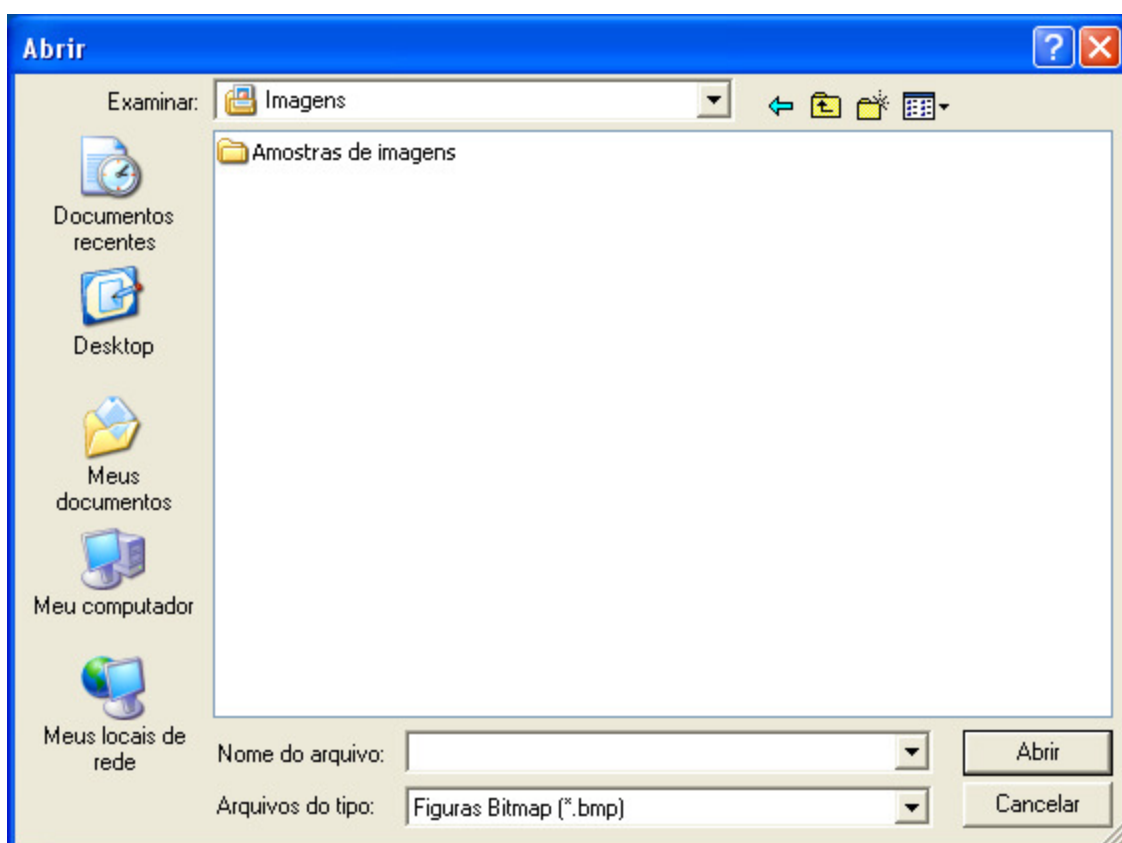 Abrir
Examinar:
Imagens
Amostras de imagens
Documentos
recentes
Desktop
Meus
documentos
Meu computador
Meus locais de
rede
Nome do arquivo:
Abrir
Arquivos do tipo:
Figuras Bitmap (*.bmp)
Cancelar